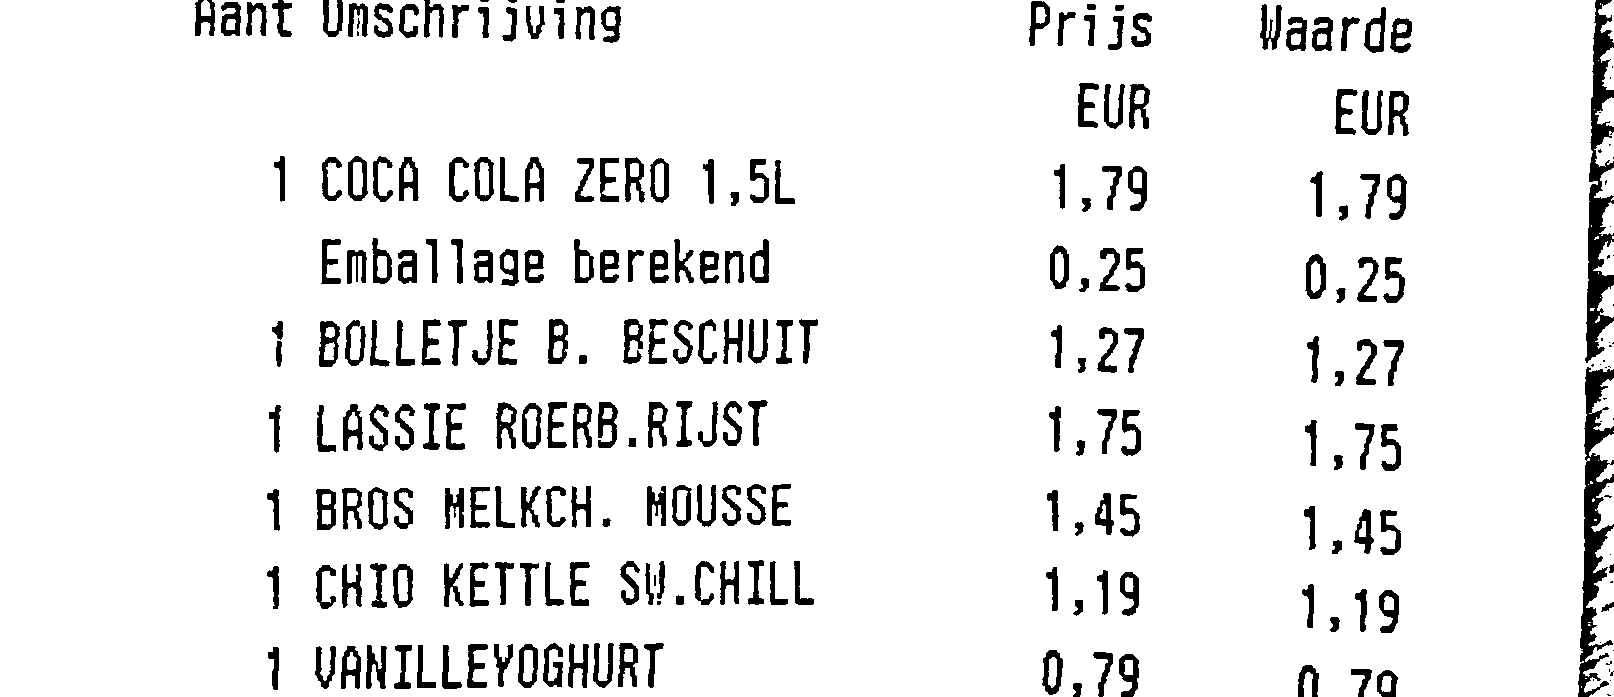 Aant Omschrijving Prijs Waarde
EUR EUR
1 COCA COLA ZERO 1,5L 1,79 1,79
Emballage berekend 0,25 0,25
1 BOLLETJE B. BESCHUIT 1,27 1,27
1 LASSIE ROERB.RIJST 1,75 1,75
1 BROS MELKCH. MOUSSE 1,45 1,45
1 CHIO KETTLE SW.CHILL 1,19 1,19
1 VANILLEYOGHURT 0,79 0,79